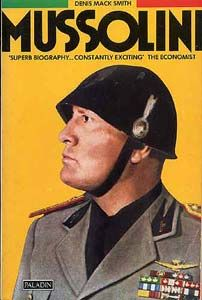 DENIS MACK SMITH
MUSSOLINI
'SUPERB BIOGRAPHY...CONSTANTLY EXCITING' THE ECONOMIST
PALADIN